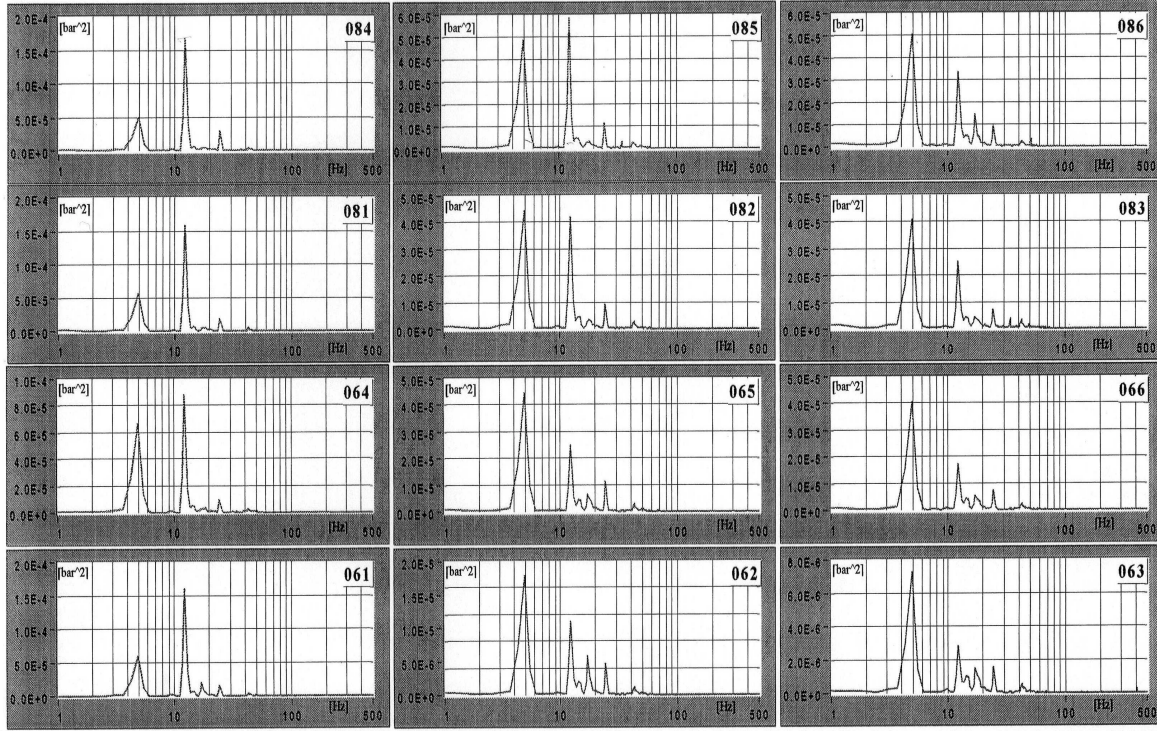 2.0E-4
[bar^2]
084
1.5E-4
1.0E-4
5.0E-5
0.0E+0
1 10 100 [Hz] 500
6.0E-5
[bar^2]
085
5.0E-5
4.0E-5
3.0E-5
2.0E-5
1.0E-5
0.0E+0
1 10 100 [Hz] 500
6.0E-5
[bar^2]
086
5.0E-5
4.0E-5
3.0E-5
2.0E-5
1.0E-5
0.0E+0
1 10 100 [Hz] 500
2.0E-4
[bar^2]
081
1.5E-4
1.0E-4
5.0E-5
0.0E+0
1 10 100 [Hz] 500
5.0E-5
[bar^2]
082
4.0E-5
3.0E-5
2.0E-5
1.0E-5
0.0E+0
1 10 100 [Hz] 500
5.0E-5
[bar^2]
083
4.0E-5
3.0E-5
2.0E-5
1.0E-5
0.0E+0
1 10 100 [Hz] 500
1.0E-4
[bar^2]
064
8.0E-5
6.0E-5
4.0E-5
2.0E-5
0.0E+0
1 10 100 [Hz] 500
5.0E-5
[bar^2]
065
4.0E-5
3.0E-5
2.0E-5
1.0E-5
0.0E+0
1 10 100 [Hz] 500
5.0E-5
[bar^2]
066
4.0E-5
3.0E-5
2.0E-5
1.0E-5
0.0E+0
1 10 100 [Hz] 500
2.0E-4
[bar^2]
061
1.5E-4
1.0E-4
5.0E-5
0.0E+0
1 10 100 [Hz] 500
2.0E-5
[bar^2]
062
1.5E-5
1.0E-5
5.0E-6
0.0E+0
1 10 100 [Hz] 500
8.0E-6
[bar^2]
063
6.0E-6
4.0E-6
2.0E-6
0.0E+0
1 10 100 [Hz] 500